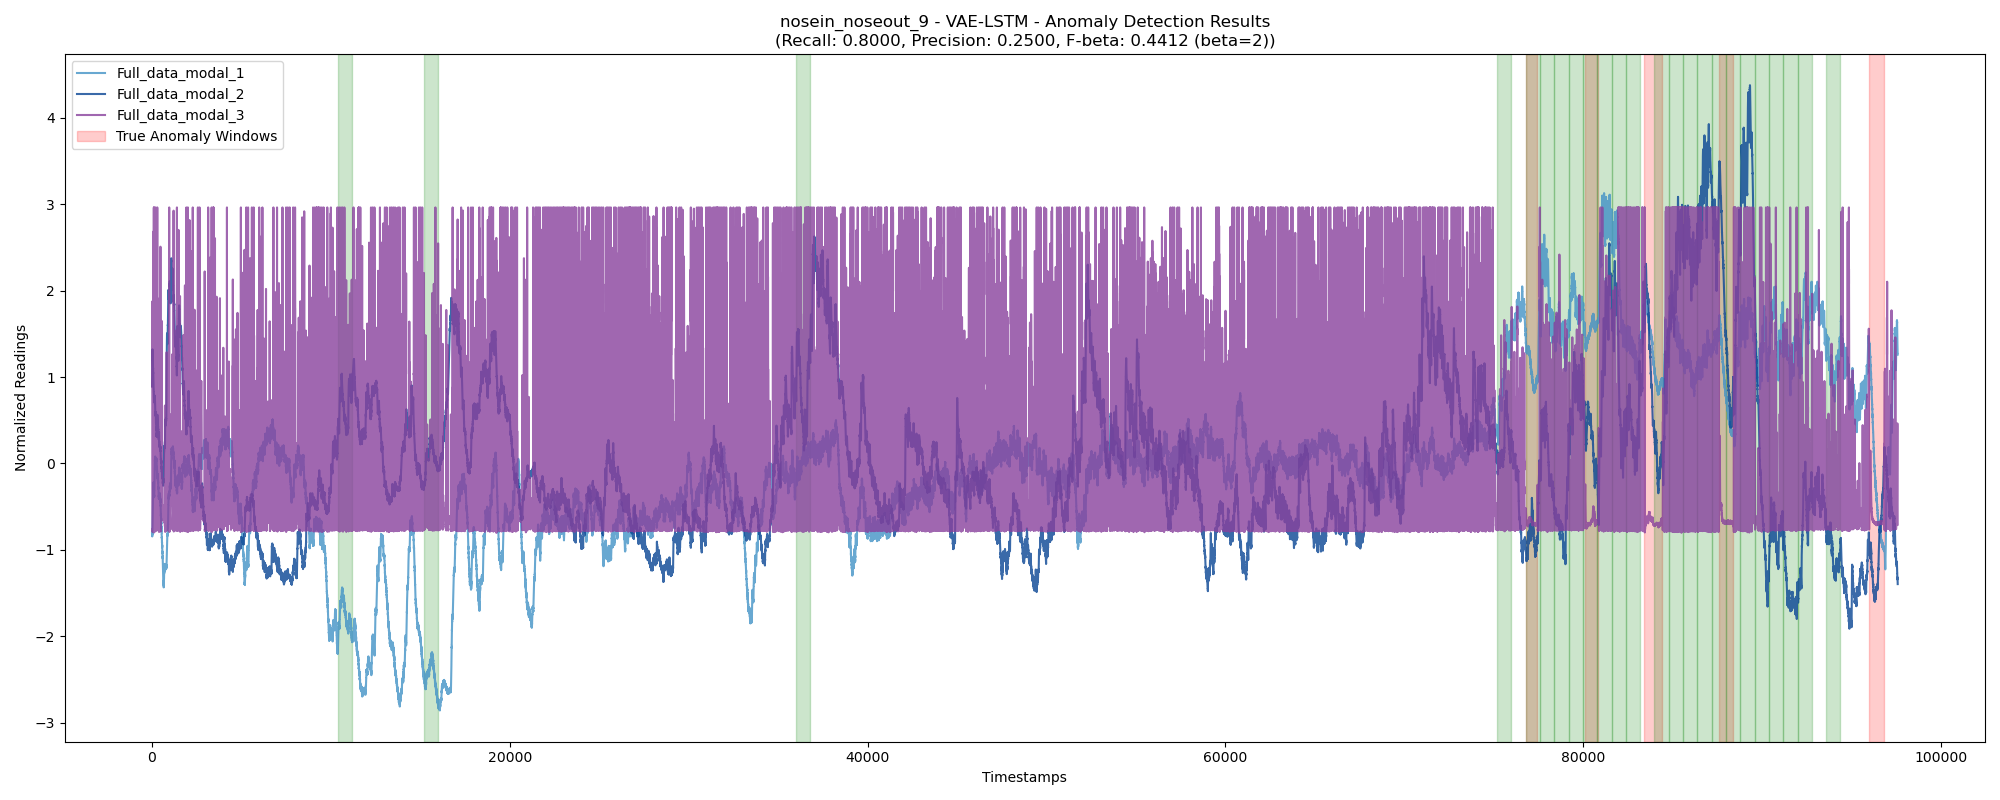 nosein_noseout_9 - VAE-LSTM - Anomaly Detection Results
(Recall: 0.8000, Precision: 0.2500, F-beta: 0.4412 (beta=2))
Full_data_modal_1
Full_data_modal_2
Full_data_modal_3
True Anomaly Windows
Normalized Readings
4
3
2
1
0
−1
−2
−3
0
20000
40000
60000
80000
100000
Timestamps